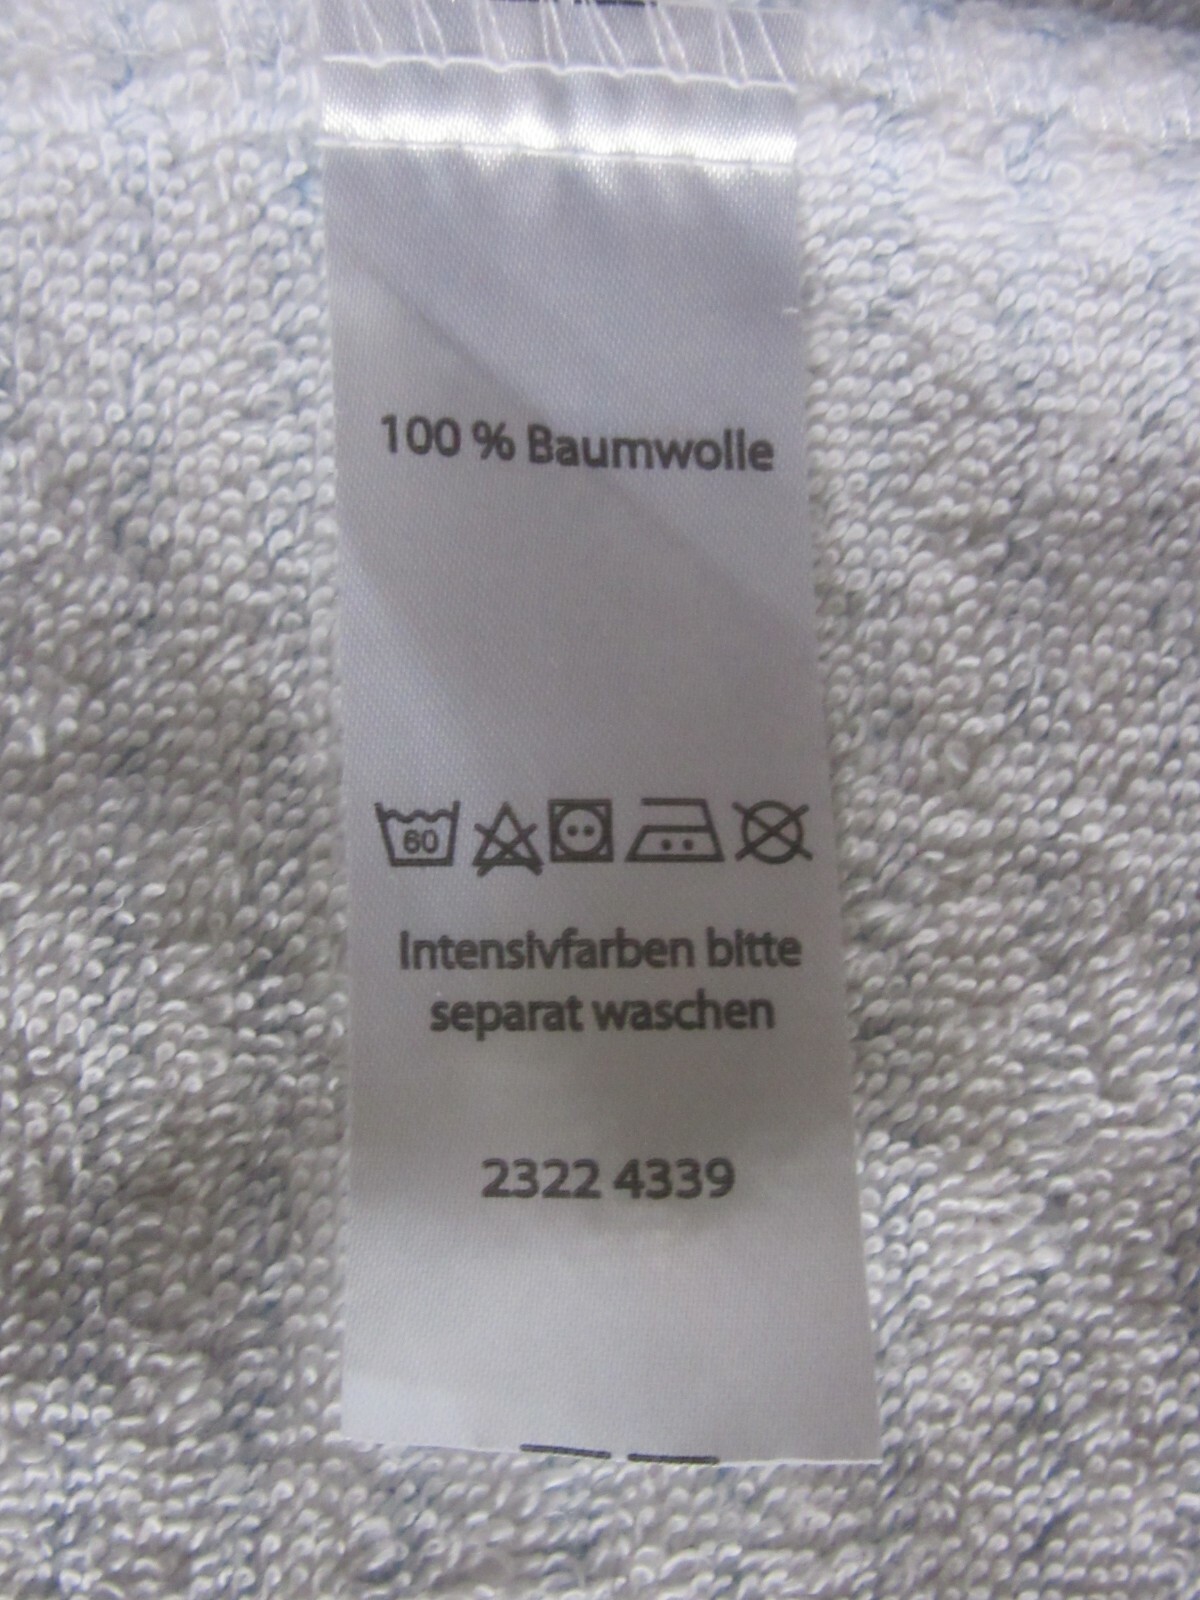 100 % Baumwolle
60
Intensivfarben bitte
separat waschen
2322 4339